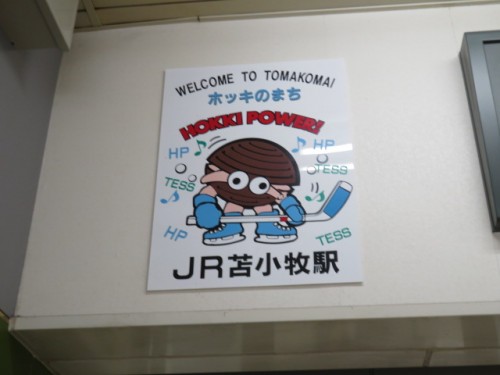 WELCOME TO TOMAKOMAI
ホッキのまち
HOKKI POWER!
HP
HP
TESS
TESS
HP
TESS
JR苫小牧駅